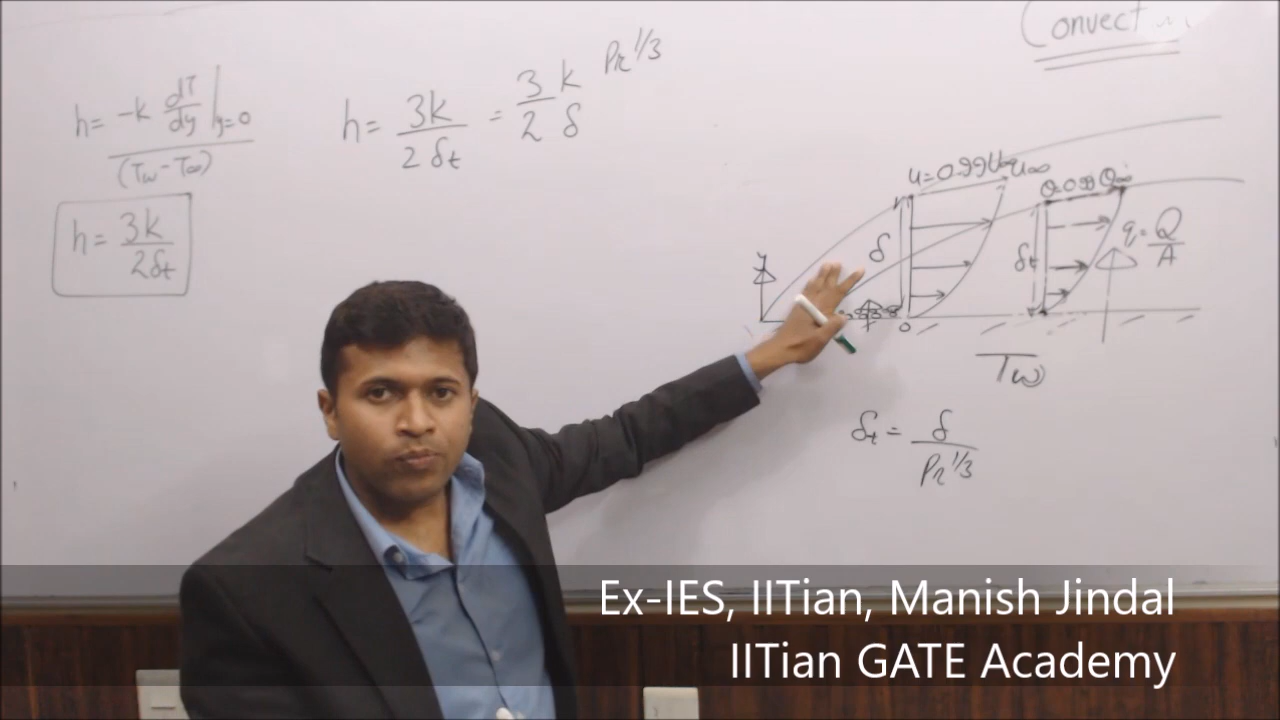 Convect
h = -k dT/dy|y=0 / (Tw - T∞)
h = 3k / 2δt = 3/2 k/δ Pr^1/3
h = 3k / 2δt
u = 0.99U∞ u∞
δ
δt
q = Q/A
y
0
Tw
δt = δ / Pr^1/3
Ex-IES, IITian, Manish Jindal
IITian GATE Academy